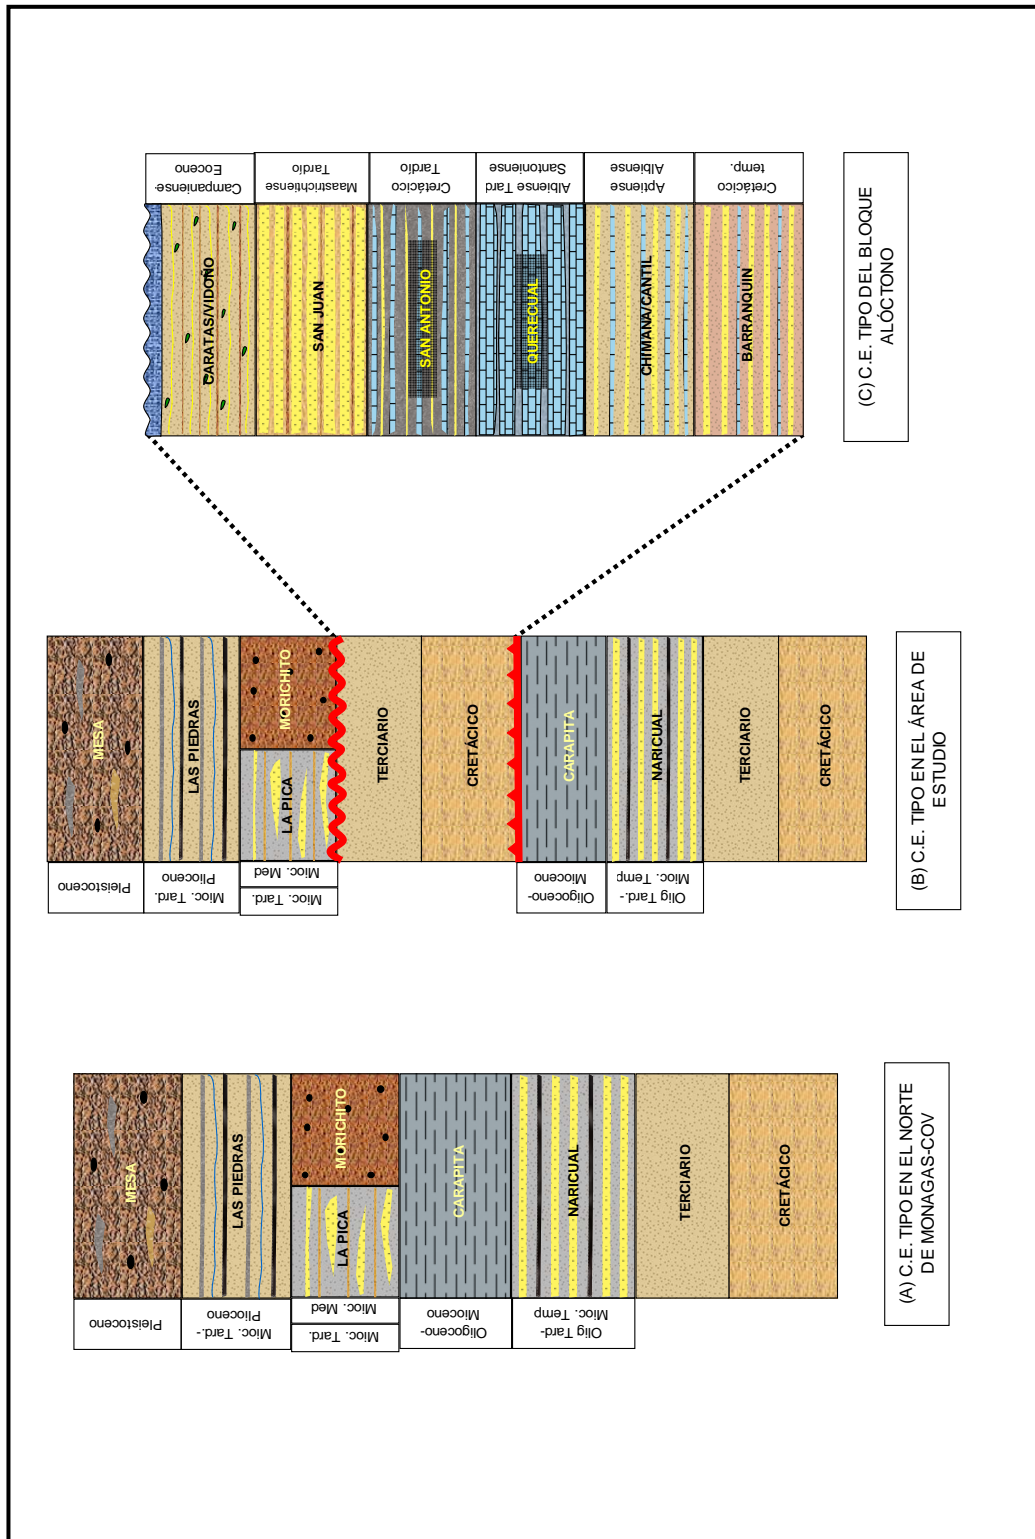 Pleistoceno
MESA
Mioc. Tard.-
Plioceno
LAS PIEDRAS
Mioc. Tard.
Mioc. Med
LA PICA
MORICHITO
Oligoceno-
Mioceno
CARAPITA
Olig Tard-
Mioc. Temp
NARICUAL
TERCIARIO
CRETÁCICO
(A) C.E. TIPO EN EL NORTE
DE MONAGAS-COV
Pleistoceno
MESA
Mioc. Tard.
Plioceno
LAS PIEDRAS
Mioc. Tard.
Mioc. Med
LA PICA
MORICHITO
TERCIARIO
CRETÁCICO
Oligoceno-
Mioceno
CARAPITA
Olig Tard.-
Mioc. Temp
NARICUAL
TERCIARIO
CRETÁCICO
(B) C.E. TIPO EN EL ÁREA DE
ESTUDIO
Campaniense-
Eoceno
CARATAS/VIDOÑO
Maastrichiense
Tardío
SAN JUAN
Cretácico
Tardío
SAN ANTONIO
Albiense Tard
Santoniense
QUERECUAL
Aptiense
Albiense
CHIMANA/CANTIL
Cretácico
temp.
BARRANQUIN
(C) C.E. TIPO DEL BLOQUE
ALÓCTONO